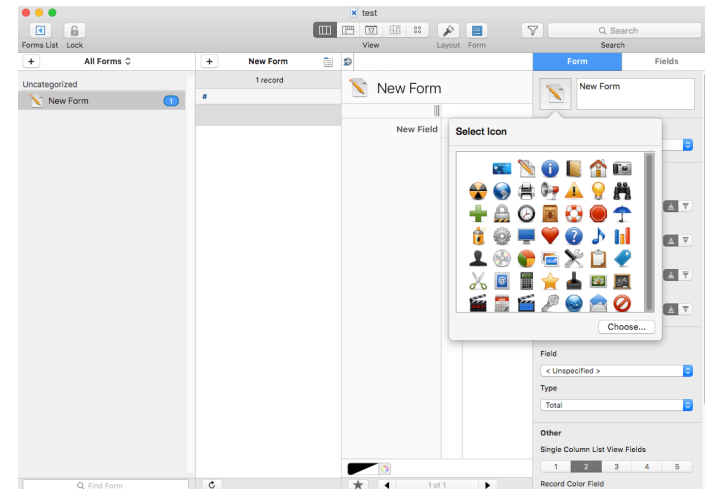 test
Forms List Lock
View
Layout Form
Search
Search
+ All Forms
+ New Form
Form Fields
Uncategorized
New Form 1
1 record
#
New Form
New Field
New Form
Select Icon
Choose...
Field
< Unspecified >
Type
Total
Other
Single Column List View Fields
1 2 3 4 5
Record Color Field
Find Form
1 of 1